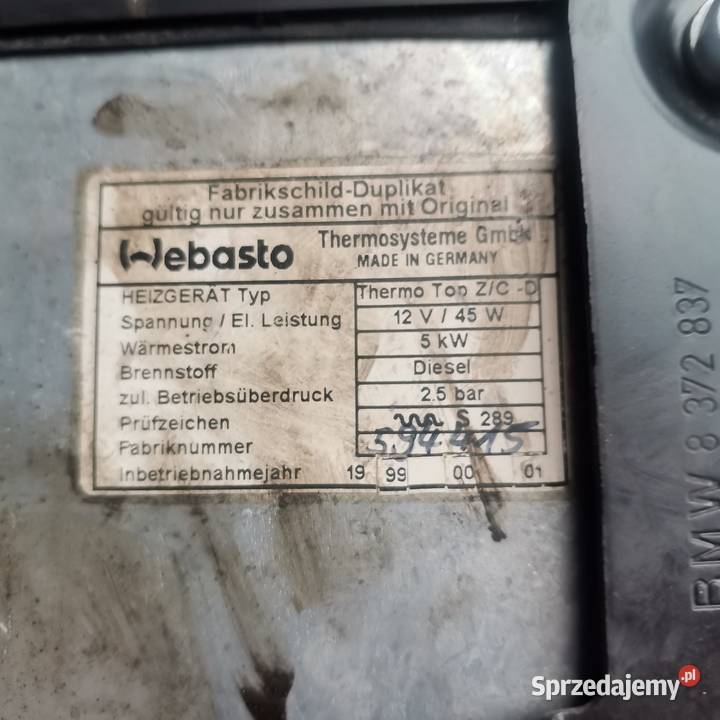 Fabrikschild-Duplikat
gültig nur zusammen mit Original
Webasto Thermosysteme GmbH
MADE IN GERMANY
HEIZGERÄT Typ Thermo Top Z/C -D
Spannung / El. Leistung 12 V / 45 W
Wärmestrom 5 kW
Brennstoff Diesel
zul. Betriebsüberdruck 2.5 bar
Prüfzeichen S 289
Fabriknummer 594415
Inbetriebnahmejahr 19 99 00 01
BMW 8 372 837
Sprzedajemy.pl